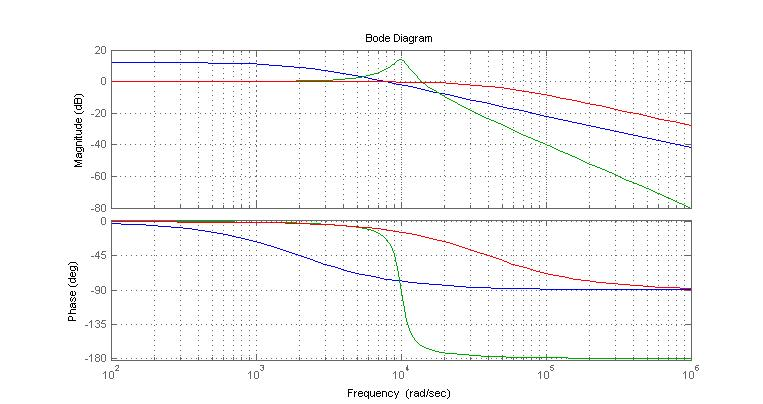 Bode Diagram
Magnitude (dB)
20
0
-20
-40
-60
-80
Phase (deg)
0
-45
-90
-135
-180
10^2 10^3 10^4 10^5 10^6
Frequency (rad/sec)